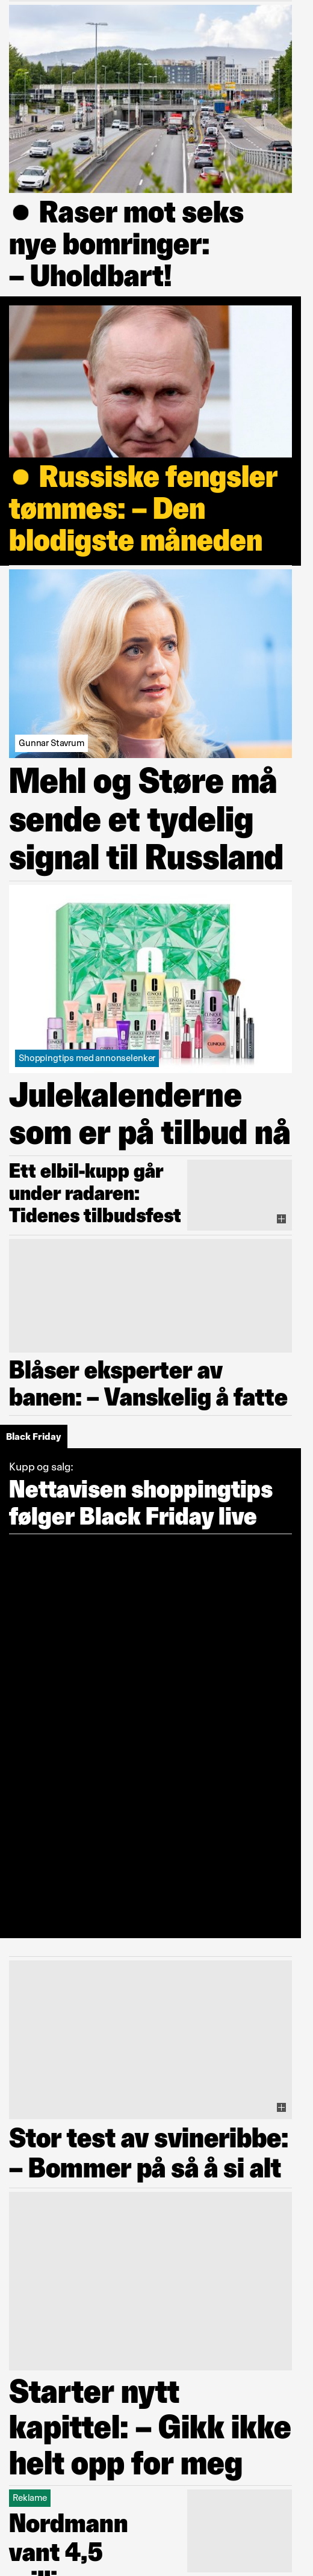 ● Raser mot seks
nye bomringer:
– Uholdbart!
● Russiske fengsler
tømmes: – Den
blodigste måneden
Gunnar Stavrum
Mehl og Støre må
sende et tydelig
signal til Russland
CLINIQUE
Shoppingtips med annonselenker
Julekalenderne
som er på tilbud nå
Ett elbil-kupp går
under radaren:
Tidenes tilbudsfest
Blåser eksperter av
banen: – Vanskelig å fatte
Black Friday
Kupp og salg:
Nettavisen shoppingtips
følger Black Friday live
Stor test av svineribbe:
– Bommer på så å si alt
Starter nytt
kapittel: – Gikk ikke
helt opp for meg
Reklame
Nordmann
vant 4,5